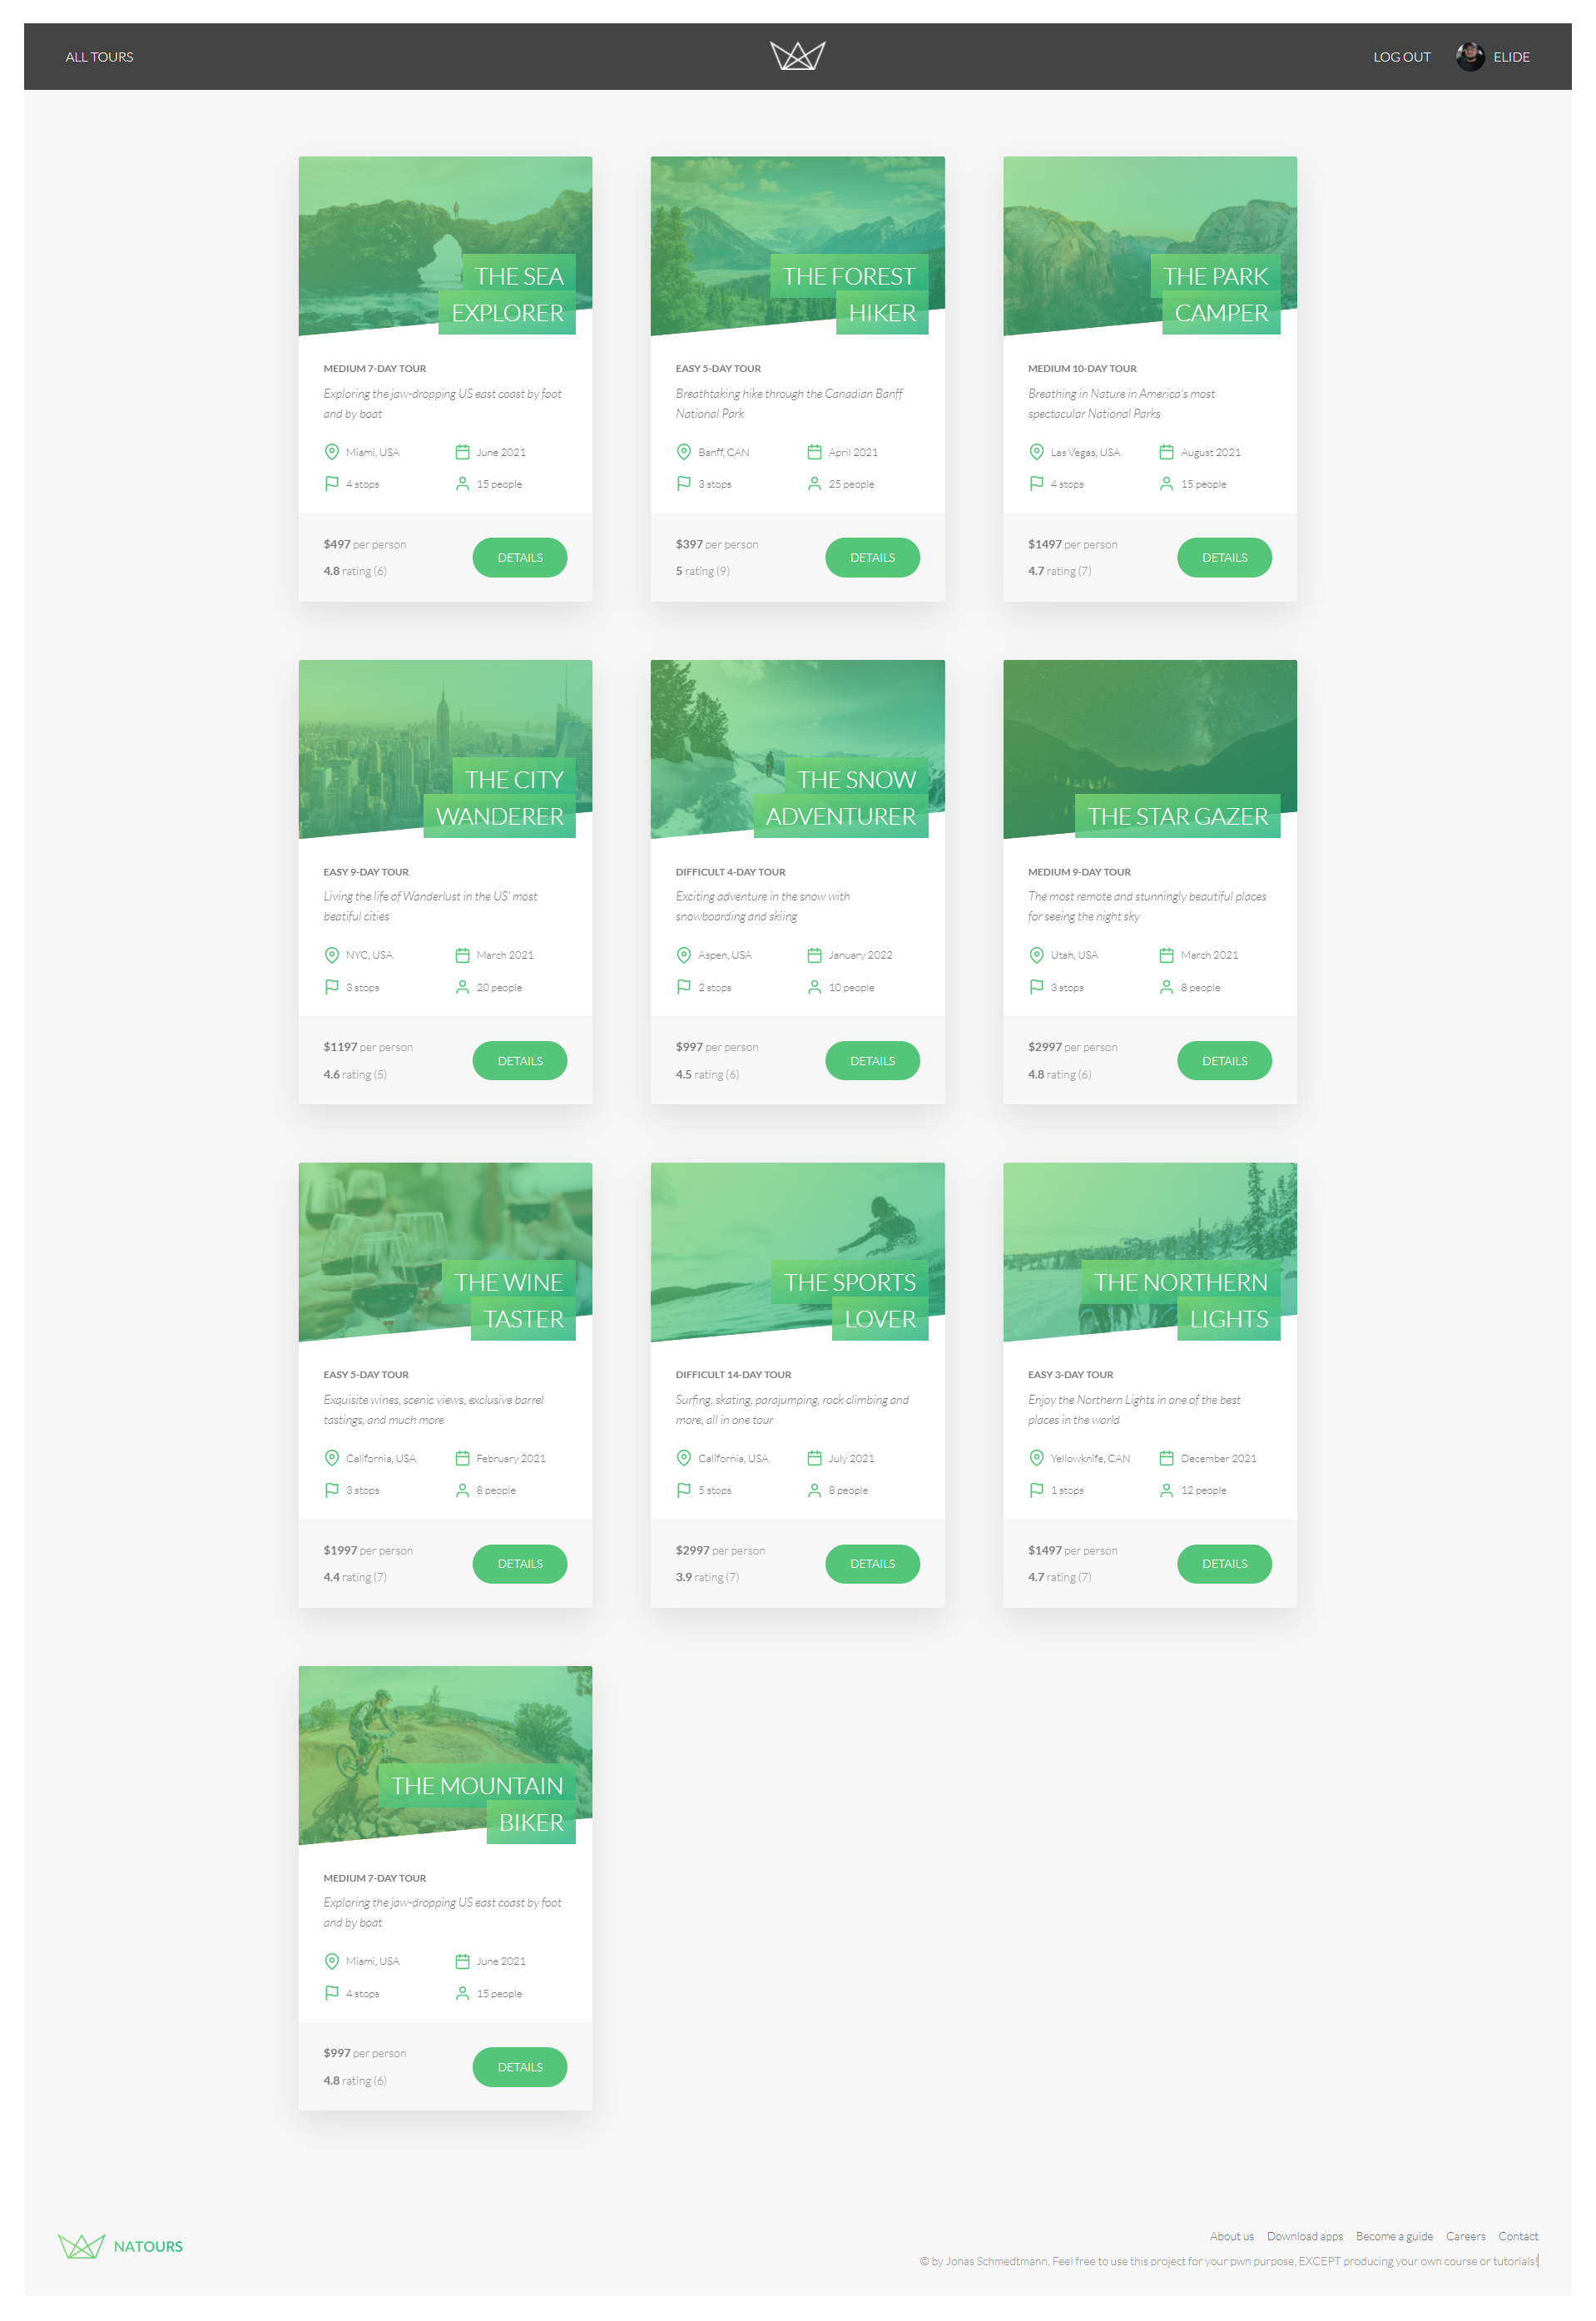 ALL TOURS
LOG OUT
ELIDE
THE SEA
EXPLORER
MEDIUM 7-DAY TOUR
Exploring the jaw-dropping US east coast by foot
and by boat
Miami, USA
June 2021
4 stops
15 people
$497 per person
4.8 rating (6)
DETAILS
THE FOREST
HIKER
EASY 5-DAY TOUR
Breathtaking hike through the Canadian Banff
National Park
Banff, CAN
April 2021
3 stops
25 people
$397 per person
5 rating (9)
DETAILS
THE PARK
CAMPER
MEDIUM 10-DAY TOUR
Breathing in Nature in America's most
spectacular National Parks
Las Vegas, USA
August 2021
4 stops
15 people
$1497 per person
4.7 rating (7)
DETAILS
THE CITY
WANDERER
EASY 9-DAY TOUR
Living the life of Wanderlust in the US' most
beatiful cities
NYC, USA
March 2021
3 stops
20 people
$1197 per person
4.6 rating (5)
DETAILS
THE SNOW
ADVENTURER
DIFFICULT 4-DAY TOUR
Exciting adventure in the snow with
snowboarding and skiing
Aspen, USA
January 2022
2 stops
10 people
$997 per person
4.5 rating (6)
DETAILS
THE STAR GAZER
MEDIUM 9-DAY TOUR
The most remote and stunningly beautiful places
for seeing the night sky
Utah, USA
March 2021
3 stops
8 people
$2997 per person
4.8 rating (6)
DETAILS
THE WINE
TASTER
EASY 5-DAY TOUR
Exquisite wines, scenic views, exclusive barrel
tastings, and much more
California, USA
February 2021
3 stops
8 people
$1997 per person
4.4 rating (7)
DETAILS
THE SPORTS
LOVER
DIFFICULT 14-DAY TOUR
Surfing, skating, parajumping, rock climbing and
more, all in one tour
California, USA
July 2021
5 stops
8 people
$2997 per person
3.9 rating (7)
DETAILS
THE NORTHERN
LIGHTS
EASY 3-DAY TOUR
Enjoy the Northern Lights in one of the best
places in the world
Yellowknife, CAN
December 2021
1 stops
12 people
$1497 per person
4.7 rating (7)
DETAILS
THE MOUNTAIN
BIKER
MEDIUM 7-DAY TOUR
Exploring the jaw-dropping US east coast by foot
and by boat
Miami, USA
June 2021
4 stops
15 people
$997 per person
4.8 rating (6)
DETAILS
NATOURS
About us Download apps Become a guide Careers Contact
© by Jonas Schmedtmann. Feel free to use this project for your pwn purpose, EXCEPT producing your own course or tutorials!